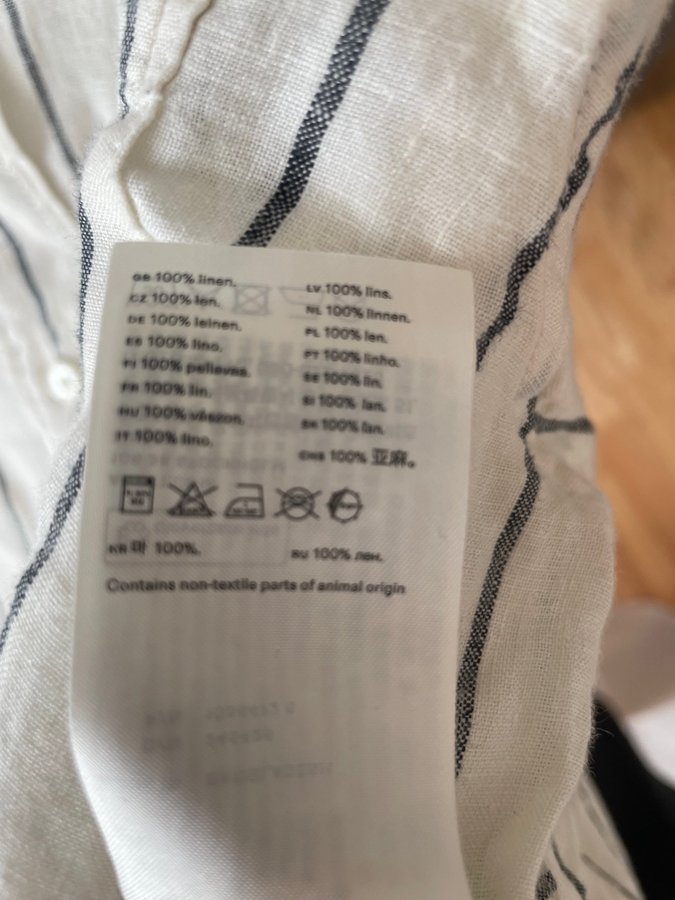 GB 100% linen.
CZ 100% len.
DE 100% leinen.
ES 100% lino.
FI 100% pellavaa.
FR 100% lin.
HU 100% vászon.
IT 100% lino.
LV 100% lins.
NL 100% linnen.
PL 100% len.
PT 100% linho.
SE 100% lin.
SI 100% lan.
SK 100% ľan.
CHS 100% 亚麻。
KR 마 100%.
RU 100% лен.
Contains non-textile parts of animal origin